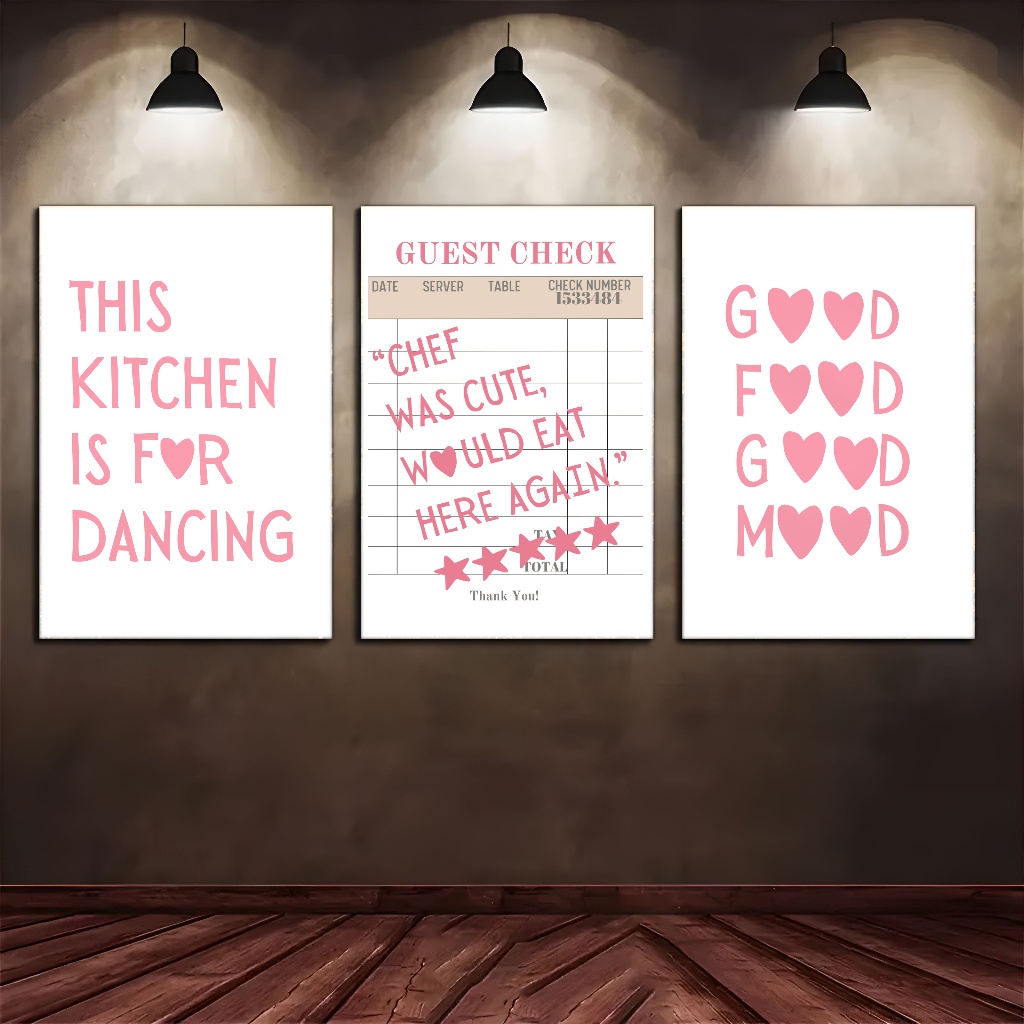 THIS
KITCHEN
IS FOR
DANCING
GUEST CHECK
DATE SERVER TABLE CHECK NUMBER
1533484
“CHEF
WAS CUTE,
WOULD EAT
HERE AGAIN.”
TAX
TOTAL
Thank You!
GOOD
FOOD
GOOD
MOOD